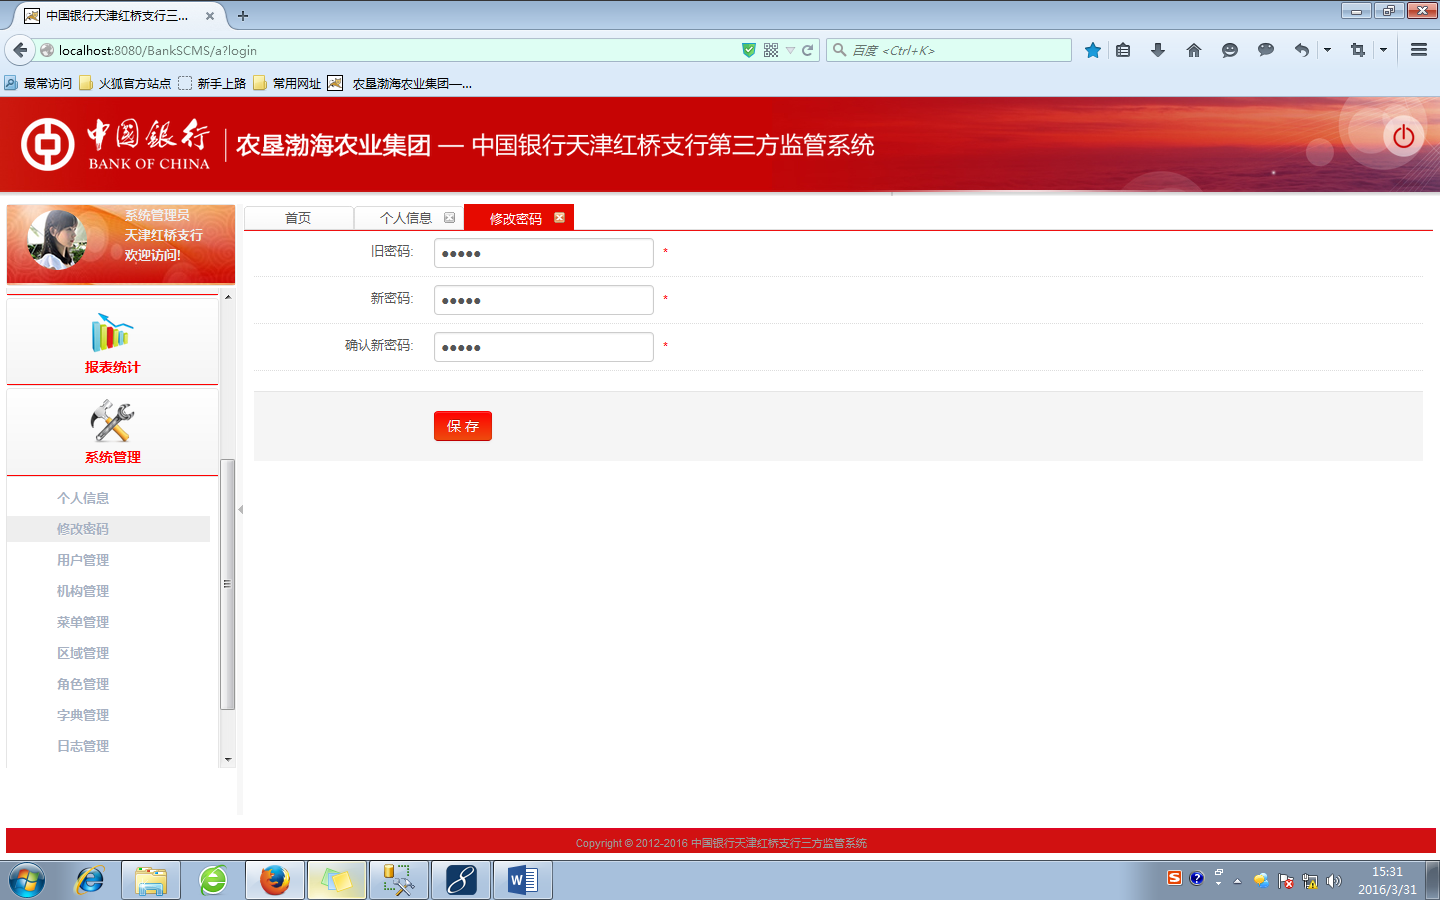 中国银行天津红桥支行三...
localhost:8080/BankSCMS/a?login
百度 <Ctrl+K>
最常访问
火狐官方站点
新手上路
常用网址
农垦渤海农业集团—...
中国银行
BANK OF CHINA
农垦渤海农业集团 — 中国银行天津红桥支行第三方监管系统
系统管理员
天津红桥支行
欢迎访问!
首页
个人信息
修改密码
旧密码: ●●●●● *
新密码: ●●●●● *
确认新密码: ●●●●● *
保 存
报表统计
系统管理
个人信息
修改密码
用户管理
机构管理
菜单管理
区域管理
角色管理
字典管理
日志管理
Copyright © 2012-2016 中国银行天津红桥支行三方监管系统
15:31
2016/3/31